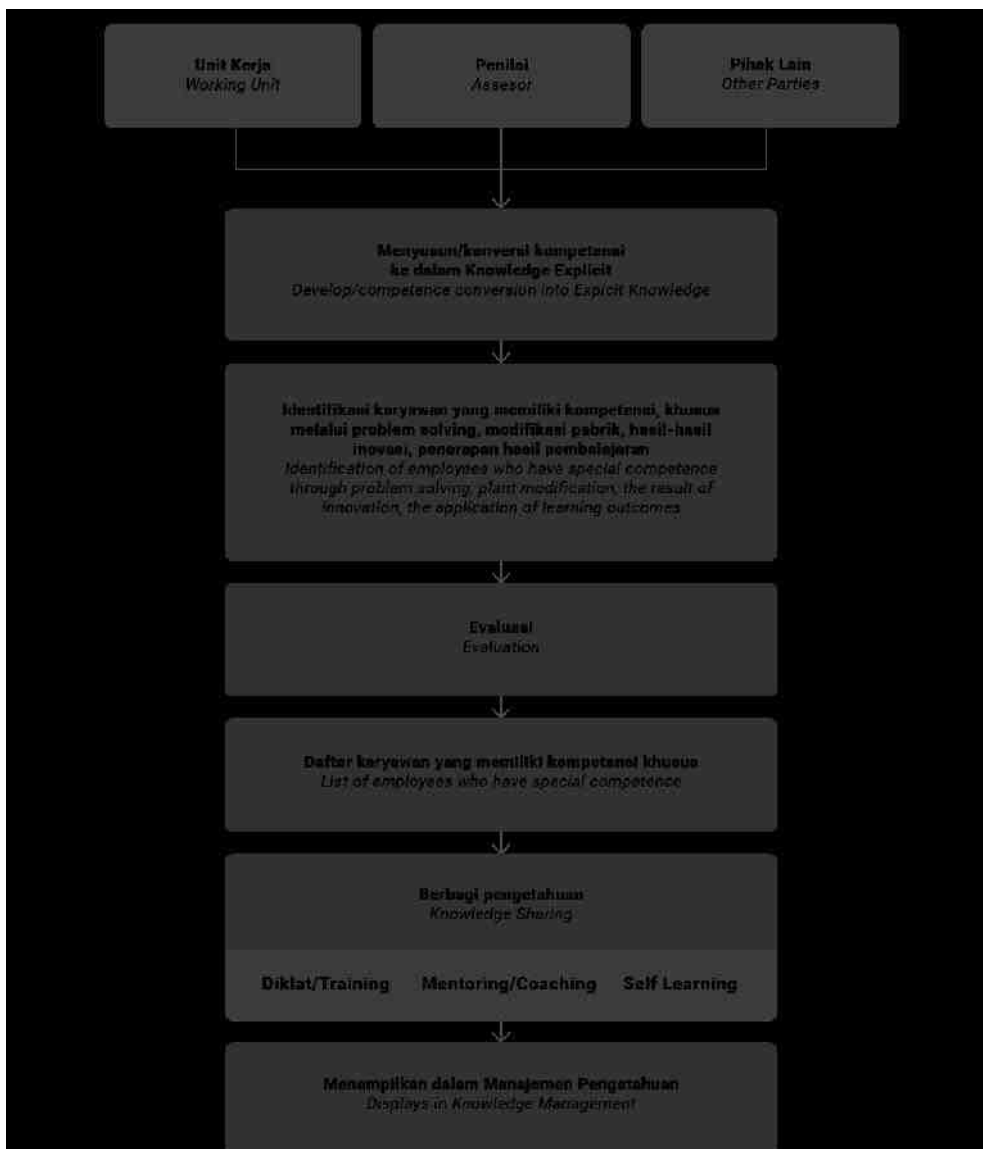 Unit Kerja
Working Unit
Penilai
Assesor
Pihak Lain
Other Parties
Menyusun/konversi kompetensi
ke dalam Knowledge Explicit
Develop/competence conversion into Expicit Knowledge
Identifikasi karyawan yang memiliki kompetensi, khusus
melalui problem solving, modifikasi pabrik, hasil-hasil
inovasi, penerapan hasil pembelajaran
Identification of employees who have special competence
through problem solving, plant modification, the result of
innovation, the application of learning outcomes
Evaluasi
Evaluation
Daftar karyawan yang memiliki kompetensi khusus
List of employees who have special competence
Berbagi pengetahuan
Knowledge Sharing
Diklat/Training Mentoring/Coaching Self Learning
Menampilkan dalam Manajemen Pengetahuan
Displays in Knowledge Management